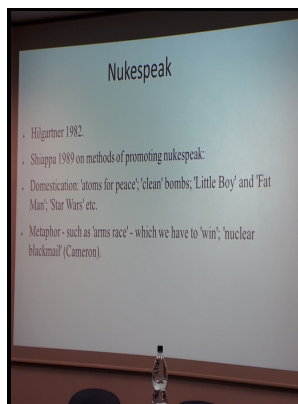 Nukespeak
Hilgartner 1982.
Shiappa 1989 on methods of promoting nukespeak:
Domestication: 'atoms for peace'; 'clean' bombs; 'Little Boy' and 'Fat
Man'; 'Star Wars' etc.
Metaphor - such as 'arms race' - which we have to 'win'; 'nuclear
blackmail' (Cameron).